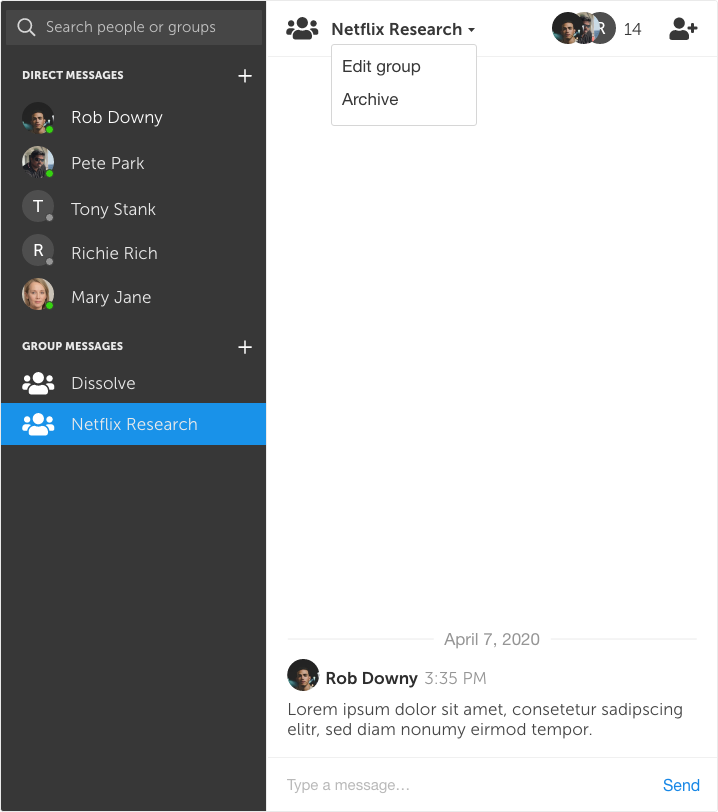 Search people or groups
DIRECT MESSAGES
Rob Downy
Pete Park
T
Tony Stank
R
Richie Rich
Mary Jane
GROUP MESSAGES
Dissolve
Netflix Research
Netflix Research
R
14
Edit group
Archive
April 7, 2020
Rob Downy 3:35 PM
Lorem ipsum dolor sit amet, consetetur sadipscing
elitr, sed diam nonumy eirmod tempor.
Type a message...
Send